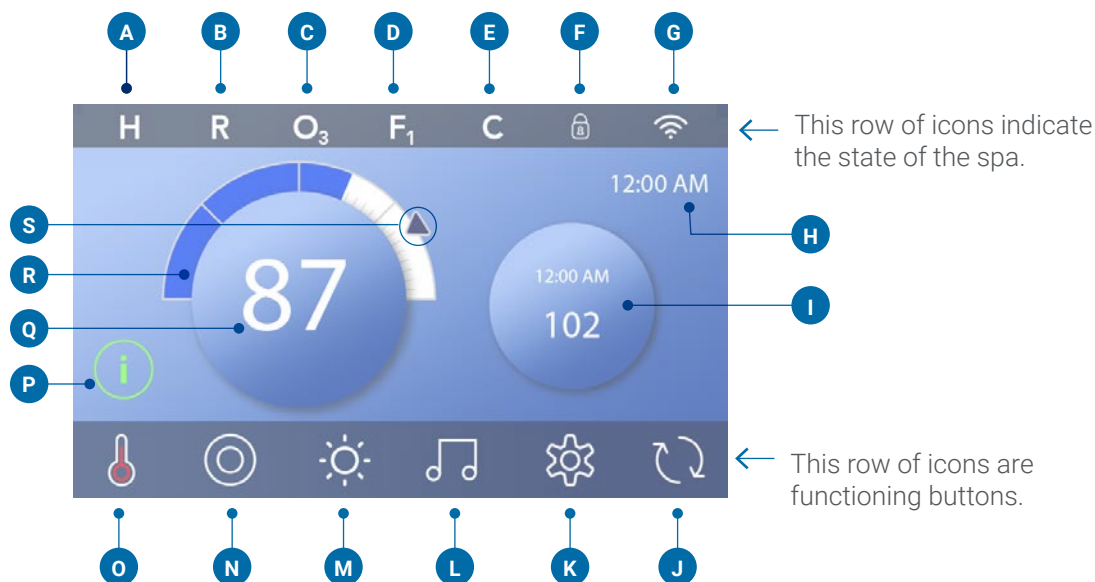 A B C D E F G
H R O₃ F₁ C 8
This row of icons indicate
the state of the spa.
12:00 AM
S
H
R
87
12:00 AM
102
I
Q
i
P
This row of icons are
functioning buttons.
O N M L K J